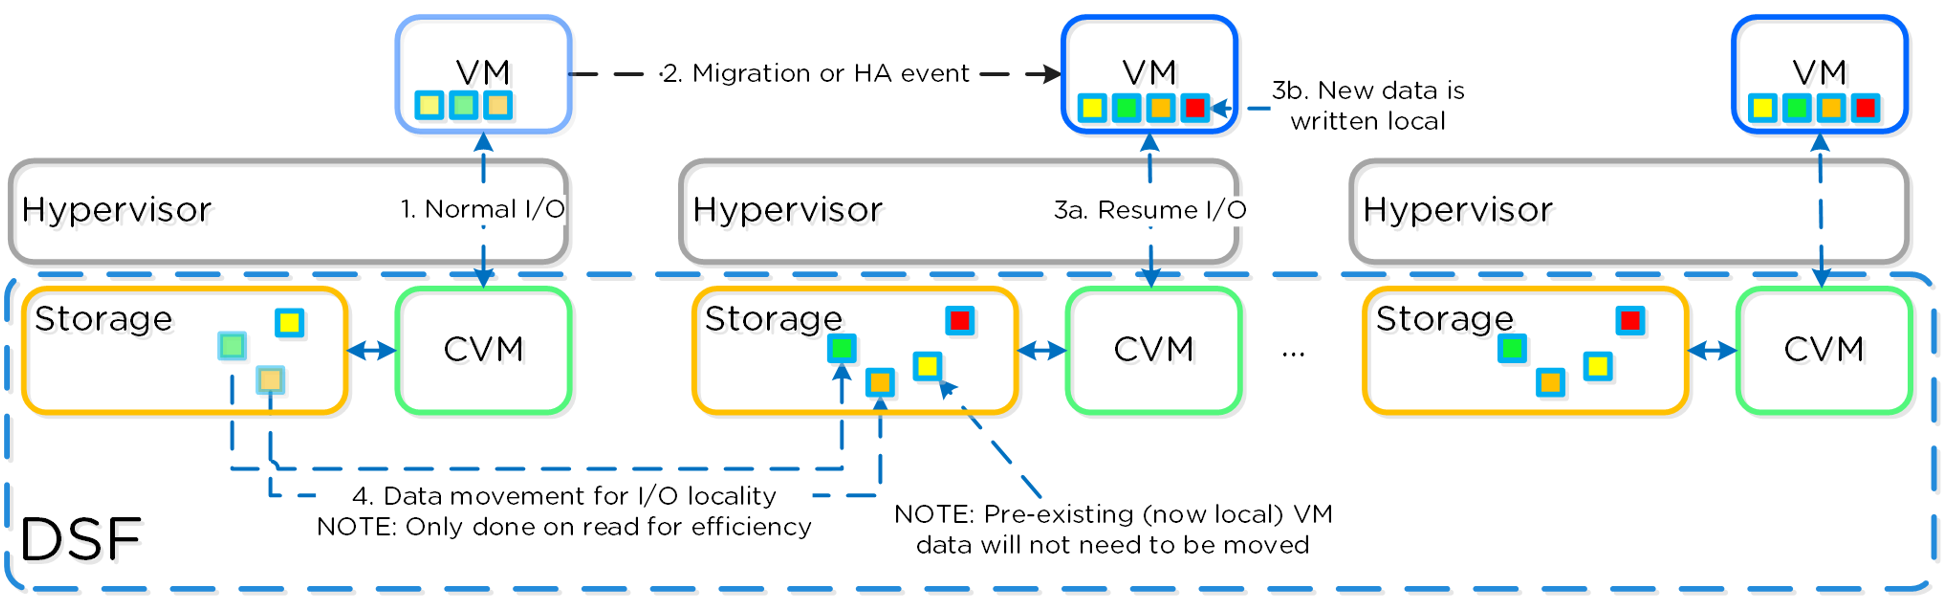 VM
2. Migration or HA event
VM
3b. New data is
written local
VM
Hypervisor
1. Normal I/O
Hypervisor
3a. Resume I/O
Hypervisor
Storage
CVM
Storage
CVM
...
Storage
CVM
4. Data movement for I/O locality
NOTE: Only done on read for efficiency
NOTE: Pre-existing (now local) VM
data will not need to be moved
DSF